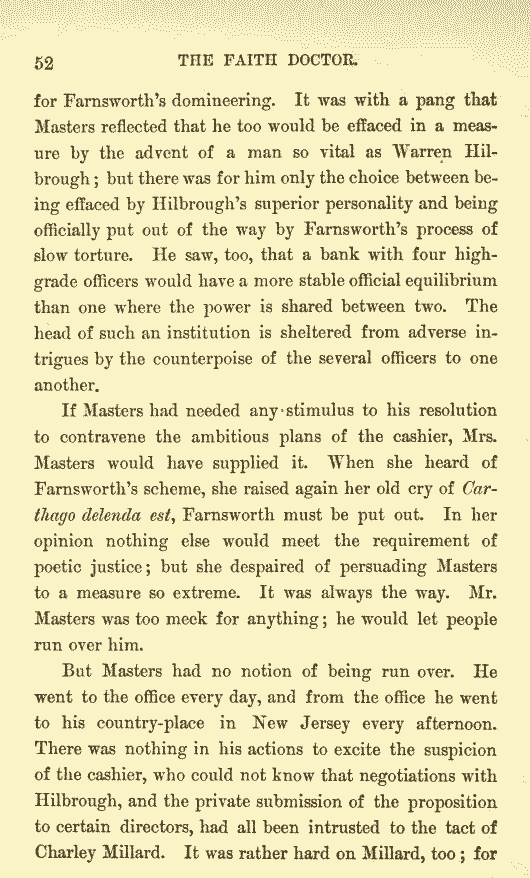 52 THE FAITH DOCTOR.
for Farnsworth's domineering. It was with a pang that
Masters reflected that he too would be effaced in a meas-
ure by the advent of a man so vital as Warren Hil-
brough; but there was for him only the choice between be-
ing effaced by Hilbrough's superior personality and being
officially put out of the way by Farnsworth's process of
slow torture. He saw, too, that a bank with four high-
grade officers would have a more stable official equilibrium
than one where the power is shared between two. The
head of such an institution is sheltered from adverse in-
trigues by the counterpoise of the several officers to one
another.
If Masters had needed any stimulus to his resolution
to contravene the ambitious plans of the cashier, Mrs.
Masters would have supplied it. When she heard of
Farnsworth's scheme, she raised again her old cry of Car-
thago delenda est, Farnsworth must be put out. In her
opinion nothing else would meet the requirement of
poetic justice; but she despaired of persuading Masters
to a measure so extreme. It was always the way. Mr.
Masters was too meek for anything; he would let people
run over him.
But Masters had no notion of being run over. He
went to the office every day, and from the office he went
to his country-place in New Jersey every afternoon.
There was nothing in his actions to excite the suspicion
of the cashier, who could not know that negotiations with
Hilbrough, and the private submission of the proposition
to certain directors, had all been intrusted to the tact of
Charley Millard. It was rather hard on Millard, too; for